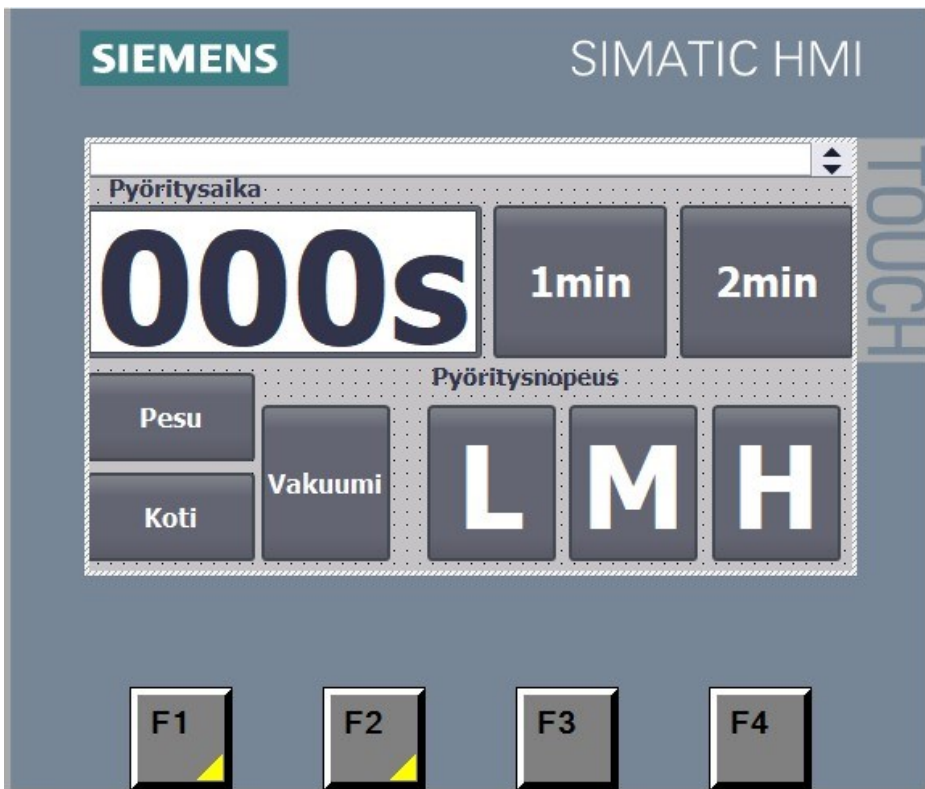 SIEMENS
SIMATIC HMI
TOUCH
Pyöritysaika
000s
1min
2min
Pyöritysnopeus
Pesu
Koti
Vakuumi
L
M
H
F1
F2
F3
F4